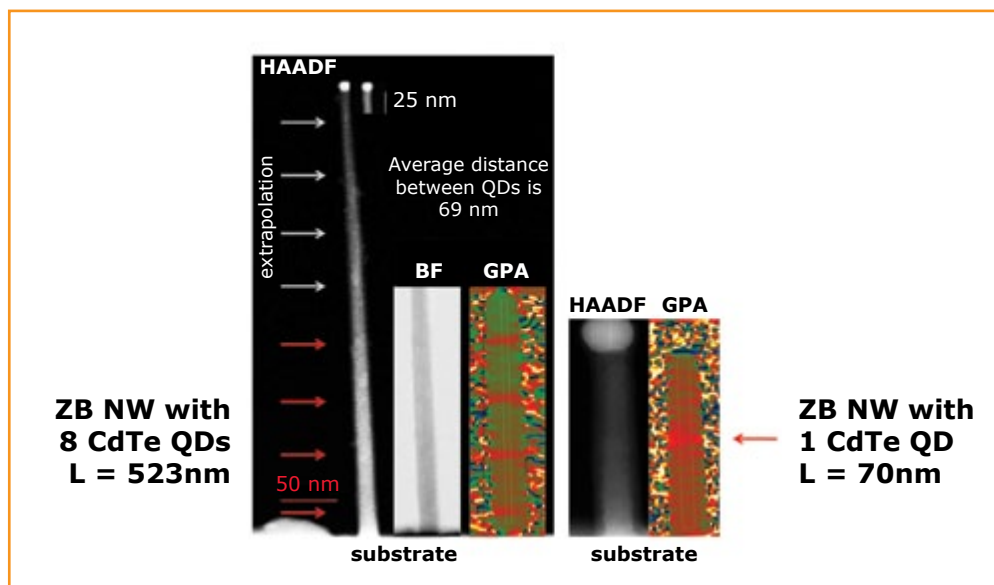 HAADF
25 nm
extrapolation
Average distance
between QDs is
69 nm
BF
GPA
50 nm
substrate
ZB NW with
8 CdTe QDs
L = 523nm
HAADF
GPA
substrate
ZB NW with
1 CdTe QD
L = 70nm